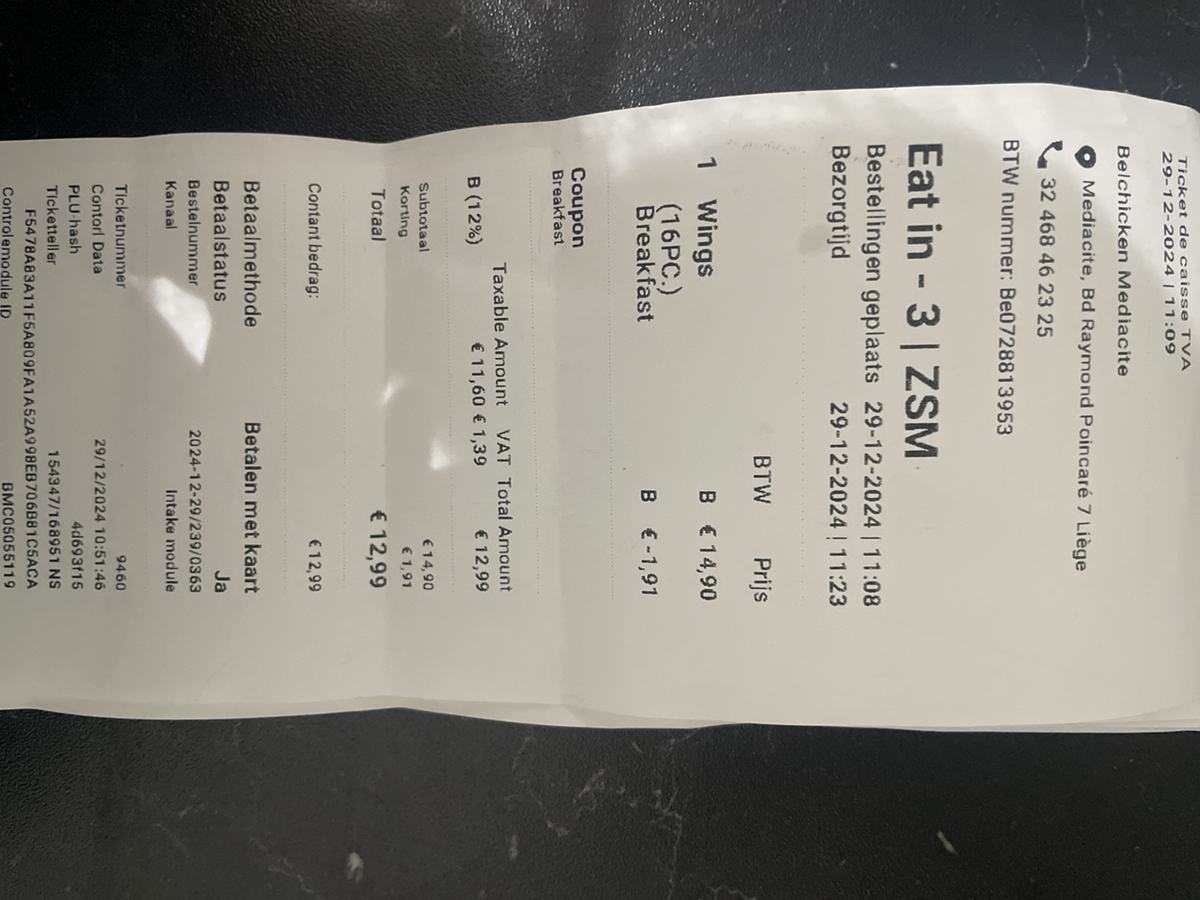 Ticket de caisse TVA
29-12-2024 | 11:09
Belchicken Mediacite
Mediacite, Bd Raymond Poincaré 7 Liège
32 468 46 23 25
BTW nummer: Be0728813953
Eat in - 3 | ZSM
Bestellingen geplaats 29-12-2024 | 11:08
Bezorgtijd 29-12-2024 | 11:23
BTW Prijs
1 Wings B € 14,90
(16PC.)
Breakfast B € -1,91
Coupon
Breakfast
Taxable Amount VAT Total Amount
B (12%) € 11,60 € 1,39 € 12,99
Subtotaal € 14,90
Korting € 1,91
Totaal € 12,99
Contant bedrag: € 12,99
Betaalmethode Betalen met kaart
Betaalstatus Ja
Bestelnummer 2024-12-29/239/0363
Kanaal Intake module
Ticketnummer 9460
Contorl Data 29/12/2024 10:51:46
PLU-hash 4d693f15
Ticketteller 154347/168951 NS
F5478A83A11F5A809FA1A52A998EB706B81C5ACA
Controlemodule ID BMC05055119